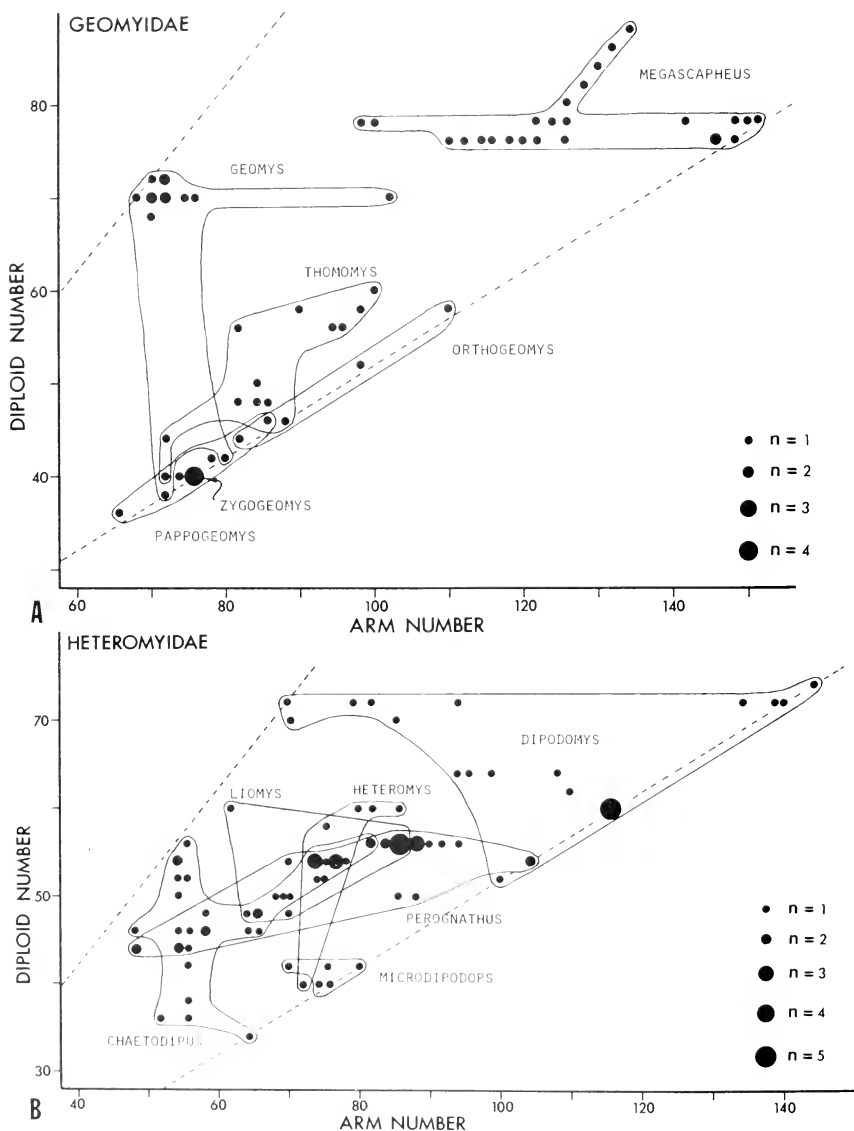 GEOMYIDAE
MEGASCAPHEUS
80
GEOMYS
THOMOMYS
60
ORTHOGEOMYS
DIPLOID NUMBER
n = 1
n = 2
40
ZYGOGEOMYS
n = 3
PAPPOGEOMYS
n = 4
A
60 80 100 120 140
ARM NUMBER
HETEROMYIDAE
70
DIPODOMYS
LIOMYS
HETEROMYS
DIPLOID NUMBER
50
PEROGNATHUS
n = 1
n = 2
MICRODIPODOPS
n = 3
n = 4
CHAETODIPU
n = 5
30
B
40 60 80 100 120 140
ARM NUMBER